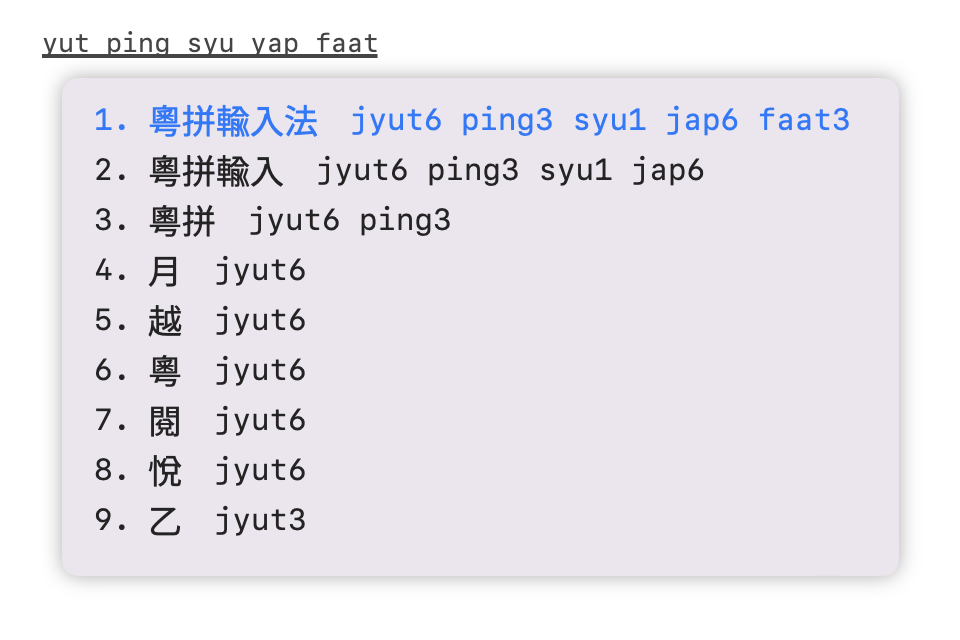 yut ping syu yap faat
1. 粵拼輸入法 jyut6 ping3 syu1 jap6 faat3
2. 粵拼輸入 jyut6 ping3 syu1 jap6
3. 粵拼 jyut6 ping3
4. 月 jyut6
5. 越 jyut6
6. 粵 jyut6
7. 閱 jyut6
8. 悅 jyut6
9. 乙 jyut3